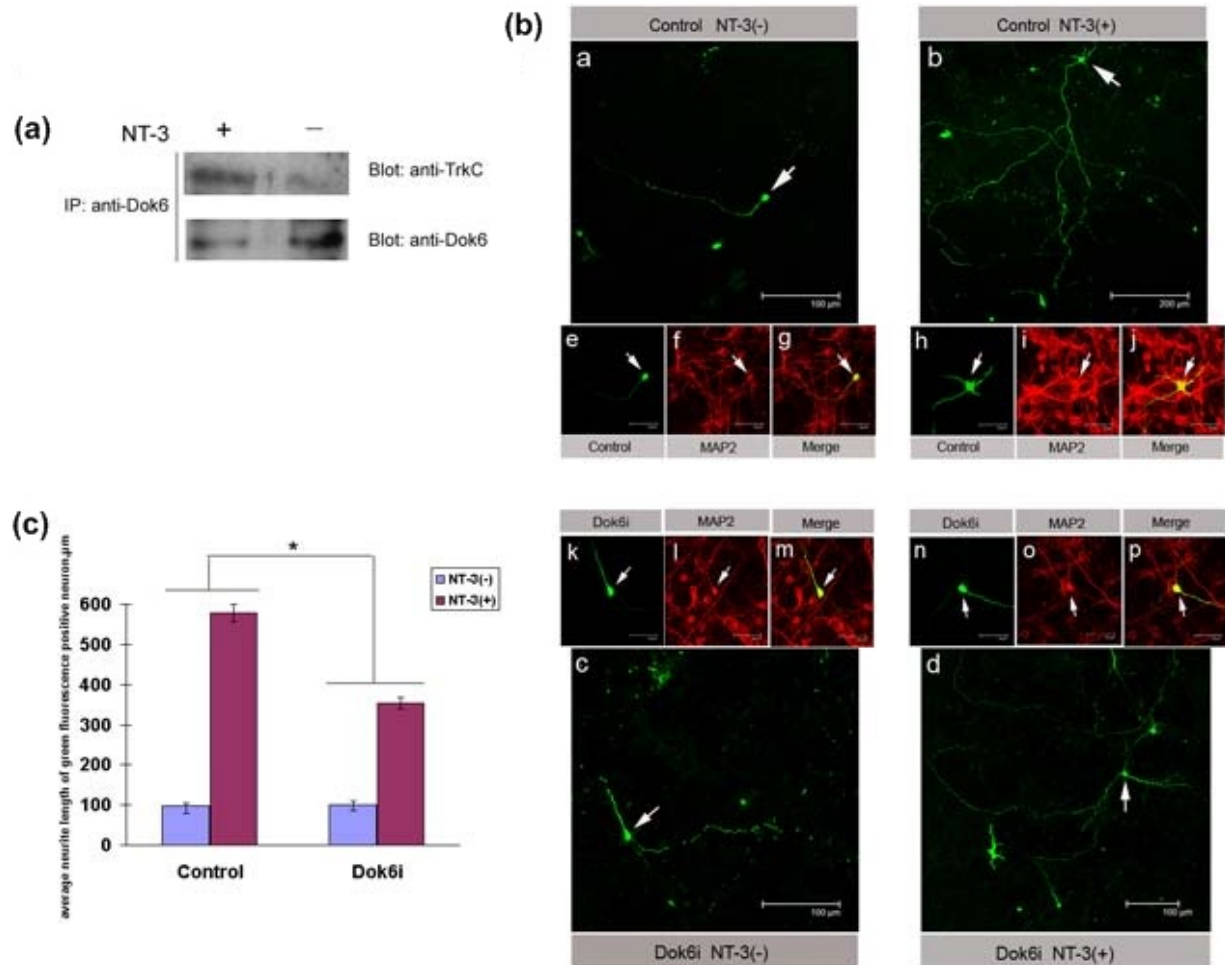 (a)
NT-3 + −
IP: anti-Dok6
Blot: anti-TrkC
Blot: anti-Dok6
(b)
Control NT-3(-)
a
100 µm
e f g
Control MAP2 Merge
Control NT-3(+)
b
200 µm
h i j
Control MAP2 Merge
Dok6i MAP2 Merge
k l m
c
100 µm
Dok6i NT-3(-)
Dok6i MAP2 Merge
n o p
d
100 µm
Dok6i NT-3(+)
(c)
average neurite length of green fluorescence positive neuron,µm
600
500
400
300
200
100
0
*
NT-3(-)
NT-3(+)
Control Dok6i